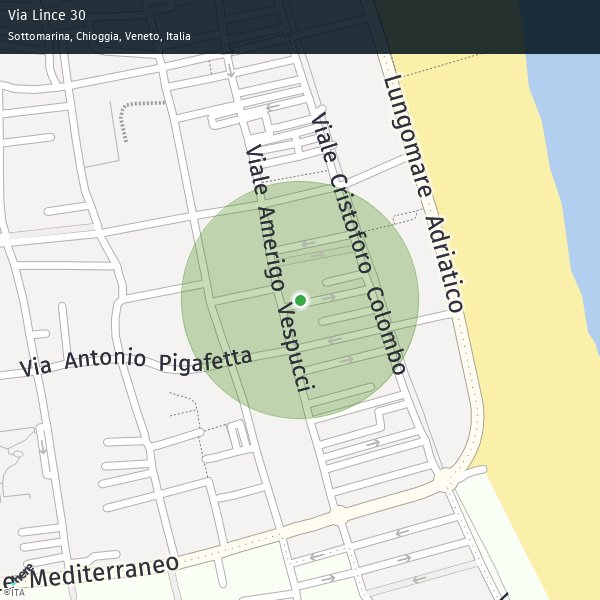 Via Lince 30
Sottomarina, Chioggia, Veneto, Italia
Lungomare Adriatico
Viale Cristoforo Colombo
Viale Amerigo Vespucci
Via Antonio Pigafetta
e Mediterraneo
here
©ITA